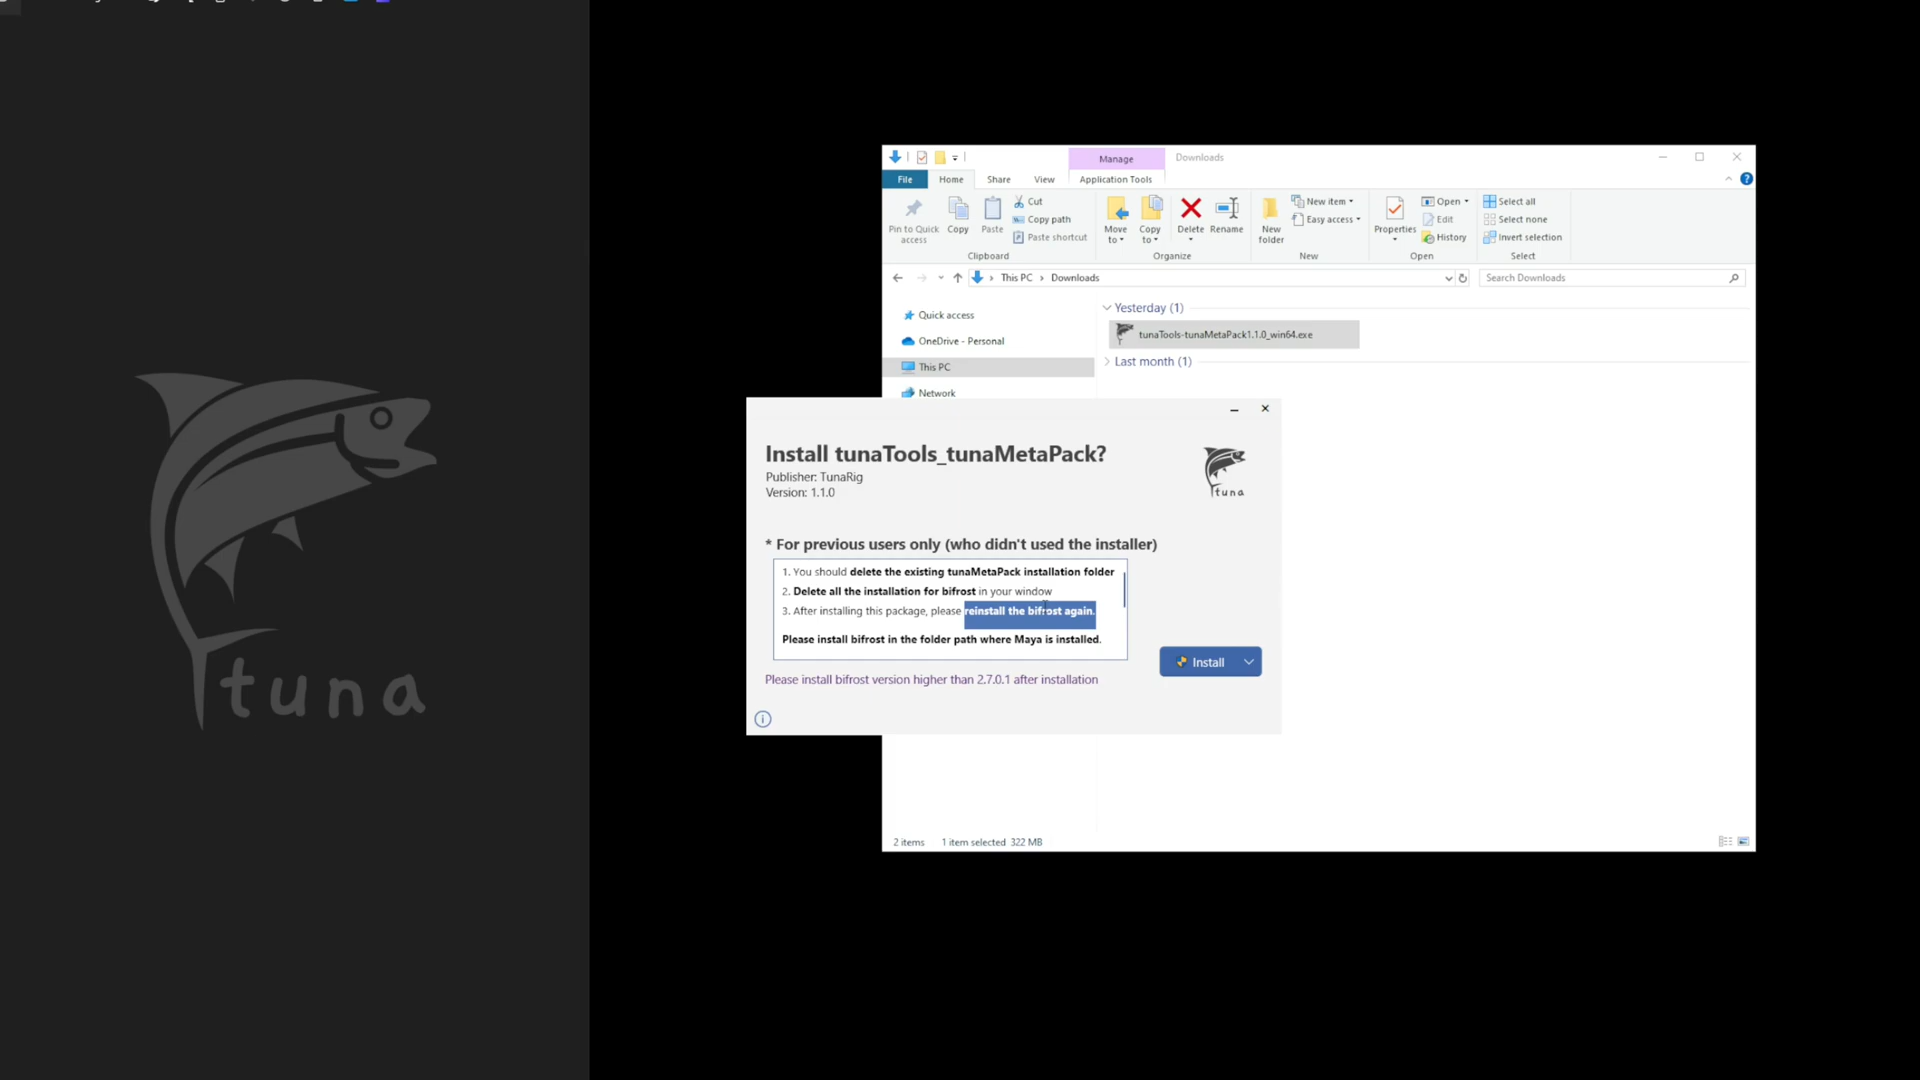 tuna
Manage
Downloads
File
Home
Share
View
Application Tools
Pin to Quick
access
Copy
Paste
Cut
Copy path
Paste shortcut
Clipboard
Move
to
Copy
to
Delete
Rename
Organize
New
folder
New item
Easy access
New
Properties
Open
Edit
History
Open
Select all
Select none
Invert selection
Select
This PC
Downloads
Search Downloads
Quick access
OneDrive - Personal
This PC
Network
Yesterday (1)
tunaTools-tunaMetaPack1.1.0_win64.exe
Last month (1)
Install tunaTools_tunaMetaPack?
Publisher: TunaRig
Version: 1.1.0
tuna
* For previous users only (who didn't used the installer)
1. You should delete the existing tunaMetaPack installation folder
2. Delete all the installation for bifrost in your window
3. After installing this package, please reinstall the bifrost again.
Please install bifrost in the folder path where Maya is installed.
Install
Please install bifrost version higher than 2.7.0.1 after installation
2 items
1 item selected 322 MB